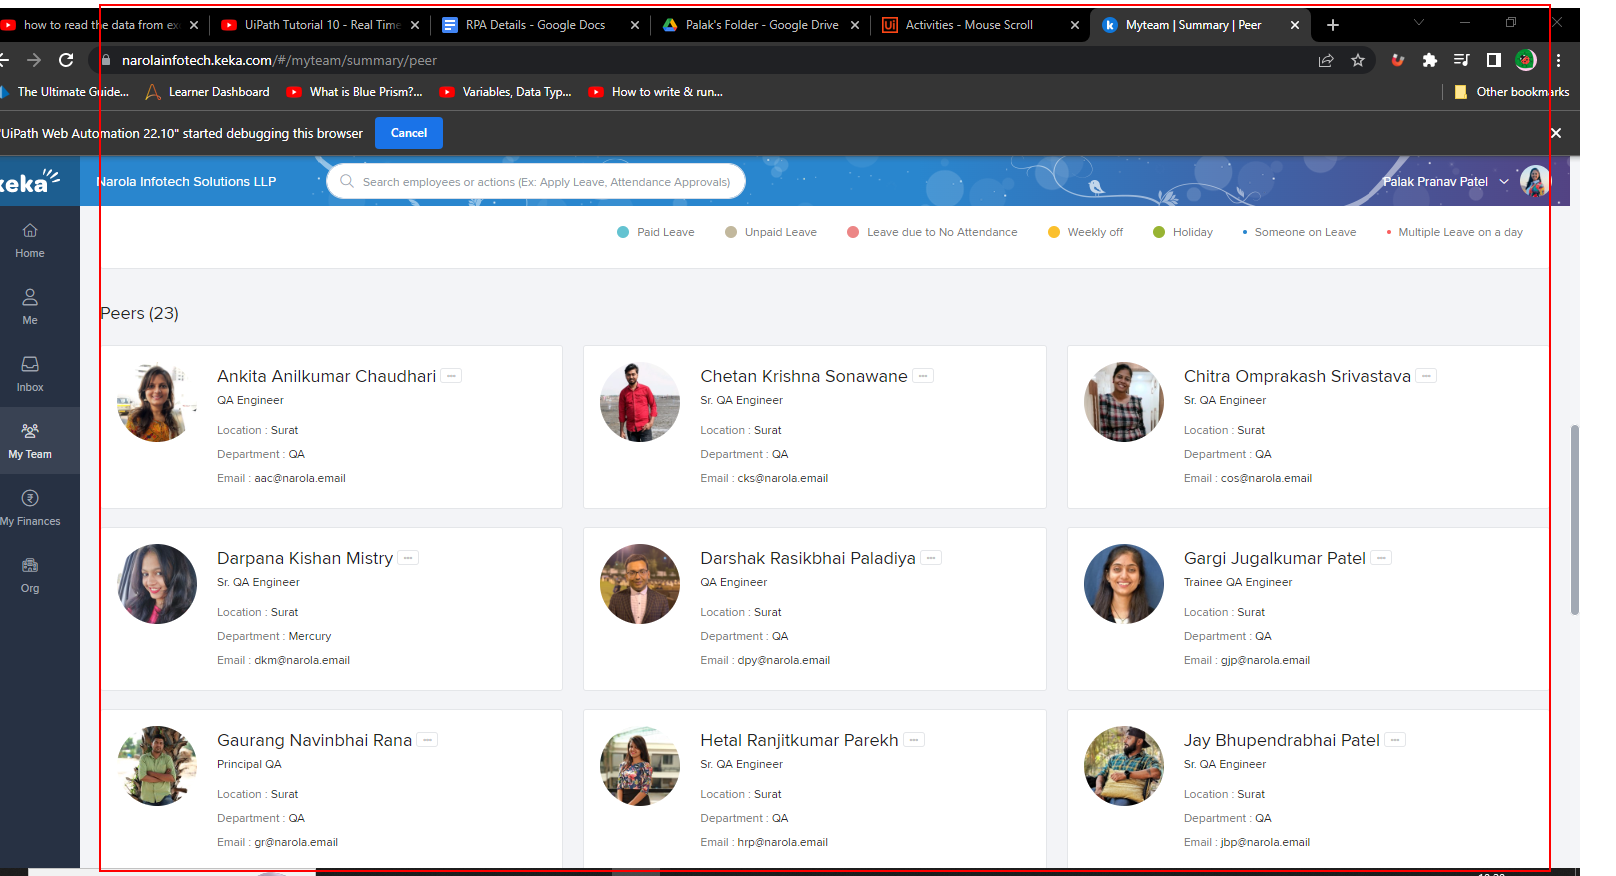 how to read the data from ex
UiPath Tutorial 10 - Real Time
RPA Details - Google Docs
Palak's Folder - Google Drive
Ui Activities - Mouse Scroll
k Myteam | Summary | Peer
narolainfotech.keka.com/#/myteam/summary/peer
The Ultimate Guide...
Learner Dashboard
What is Blue Prism?...
Variables, Data Typ...
How to write & run...
Other bookmarks
"UiPath Web Automation 22.10" started debugging this browser
Cancel
keka
Narola Infotech Solutions LLP
Search employees or actions (Ex: Apply Leave, Attendance Approvals)
Palak Pranav Patel
Paid Leave
Unpaid Leave
Leave due to No Attendance
Weekly off
Holiday
Someone on Leave
Multiple Leave on a day
Home
Me
Inbox
My Team
My Finances
Org
Peers (23)
Ankita Anilkumar Chaudhari
QA Engineer
Location : Surat
Department : QA
Email : aac@narola.email
Chetan Krishna Sonawane
Sr. QA Engineer
Location : Surat
Department : QA
Email : cks@narola.email
Chitra Omprakash Srivastava
Sr. QA Engineer
Location : Surat
Department : QA
Email : cos@narola.email
Darpana Kishan Mistry
Sr. QA Engineer
Location : Surat
Department : Mercury
Email : dkm@narola.email
Darshak Rasikbhai Paladiya
QA Engineer
Location : Surat
Department : QA
Email : dpy@narola.email
Gargi Jugalkumar Patel
Trainee QA Engineer
Location : Surat
Department : QA
Email : gjp@narola.email
Gaurang Navinbhai Rana
Principal QA
Location : Surat
Department : QA
Email : gr@narola.email
Hetal Ranjitkumar Parekh
Sr. QA Engineer
Location : Surat
Department : QA
Email : hrp@narola.email
Jay Bhupendrabhai Patel
Sr. QA Engineer
Location : Surat
Department : QA
Email : jbp@narola.email